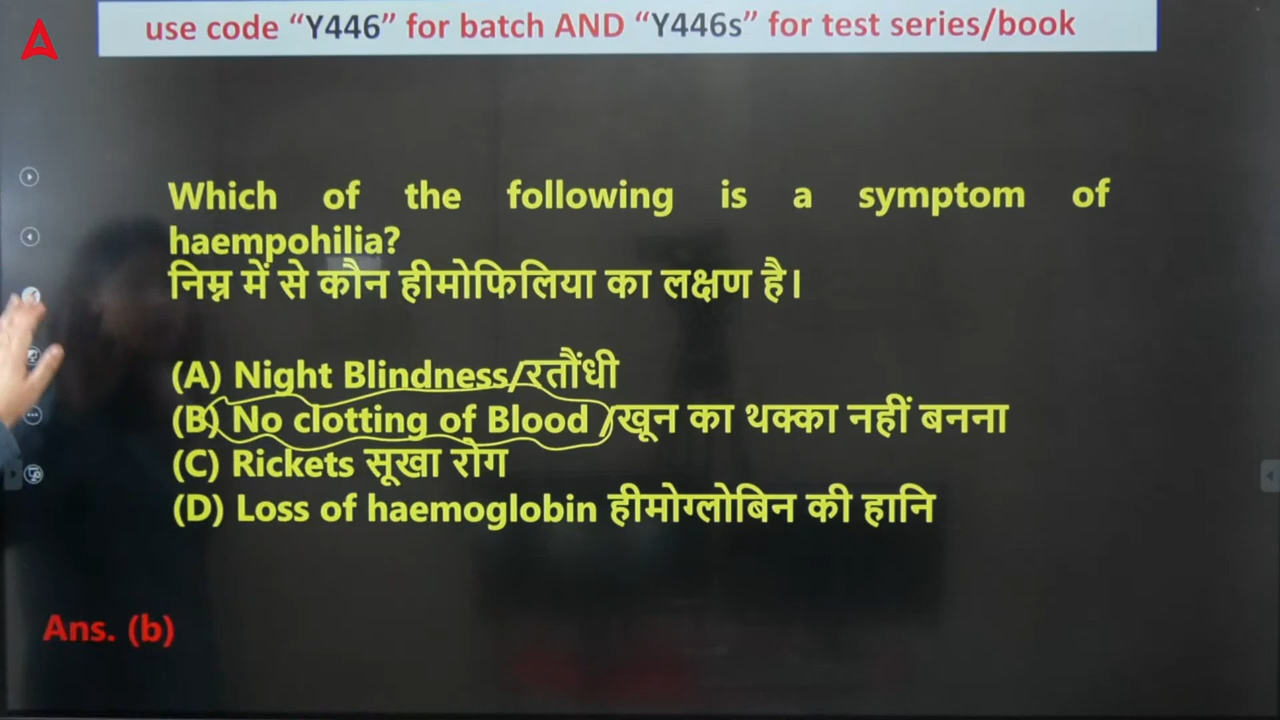 use code “Y446” for batch AND “Y446s” for test series/book
Which of the following is a symptom of
haempohilia?
निम्न में से कौन हीमोफिलिया का लक्षण है।
(A) Night Blindness/रतौंधी
(B) No clotting of Blood /खून का थक्का नहीं बनना
(C) Rickets सूखा रोग
(D) Loss of haemoglobin हीमोग्लोबिन की हानि
Ans. (b)